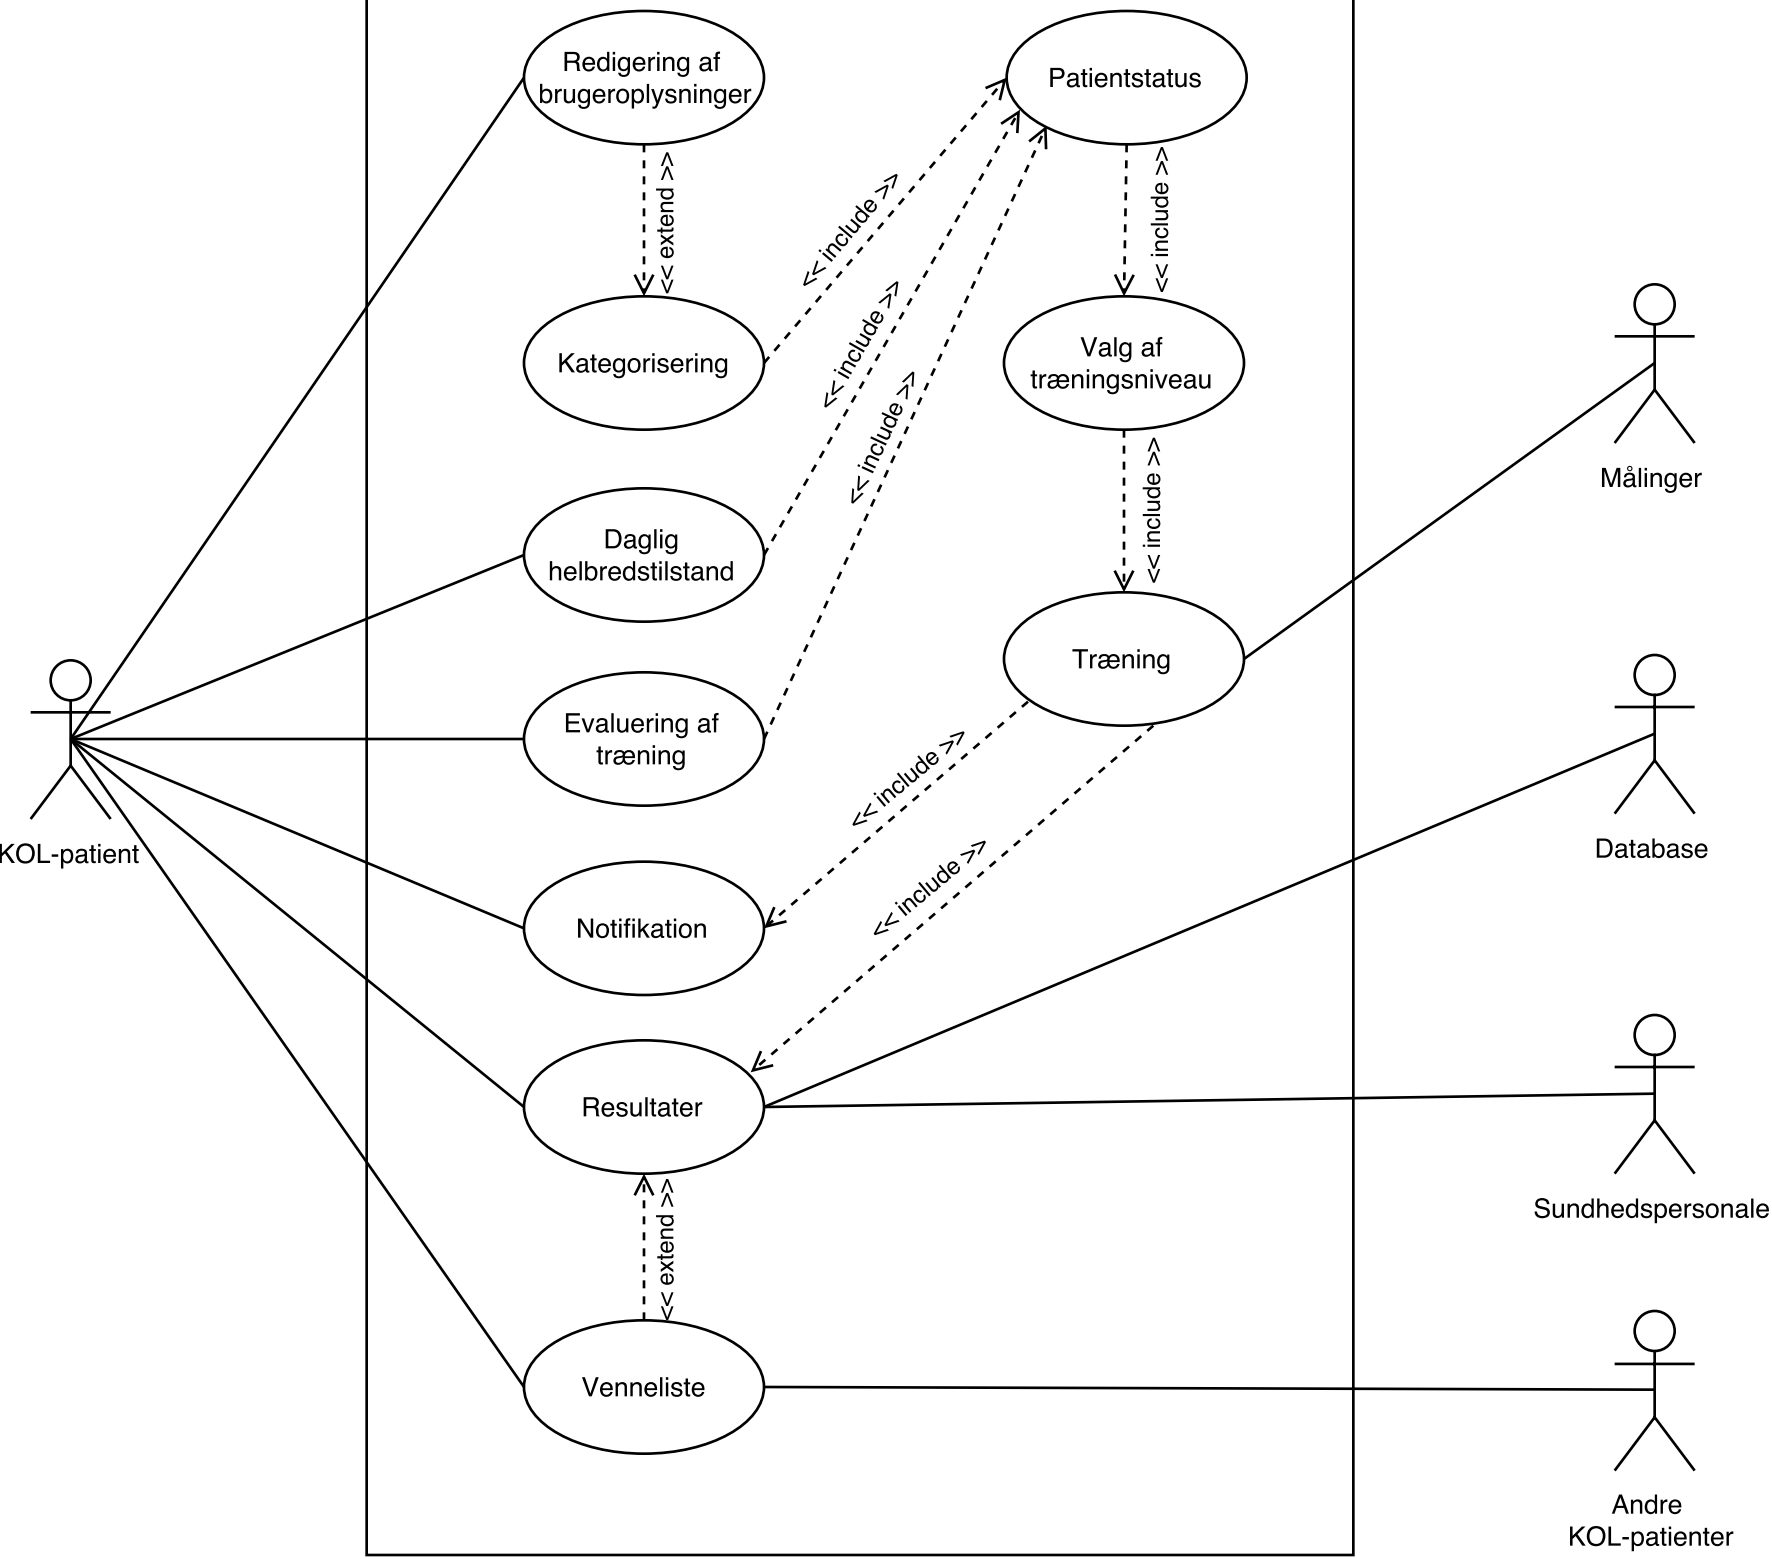 Redigering af
brugeroplysninger
Patientstatus
<< extend >>
<< include >>
<< include >>
Kategorisering
Valg af
træningsniveau
<< include >>
<< include >>
<< include >>
Målinger
Daglig
helbredstilstand
Træning
Evaluering af
træning
<< include >>
KOL-patient
Database
Notifikation
<< include >>
Resultater
Sundhedspersonale
<< extend >>
Venneliste
Andre
KOL-patienter